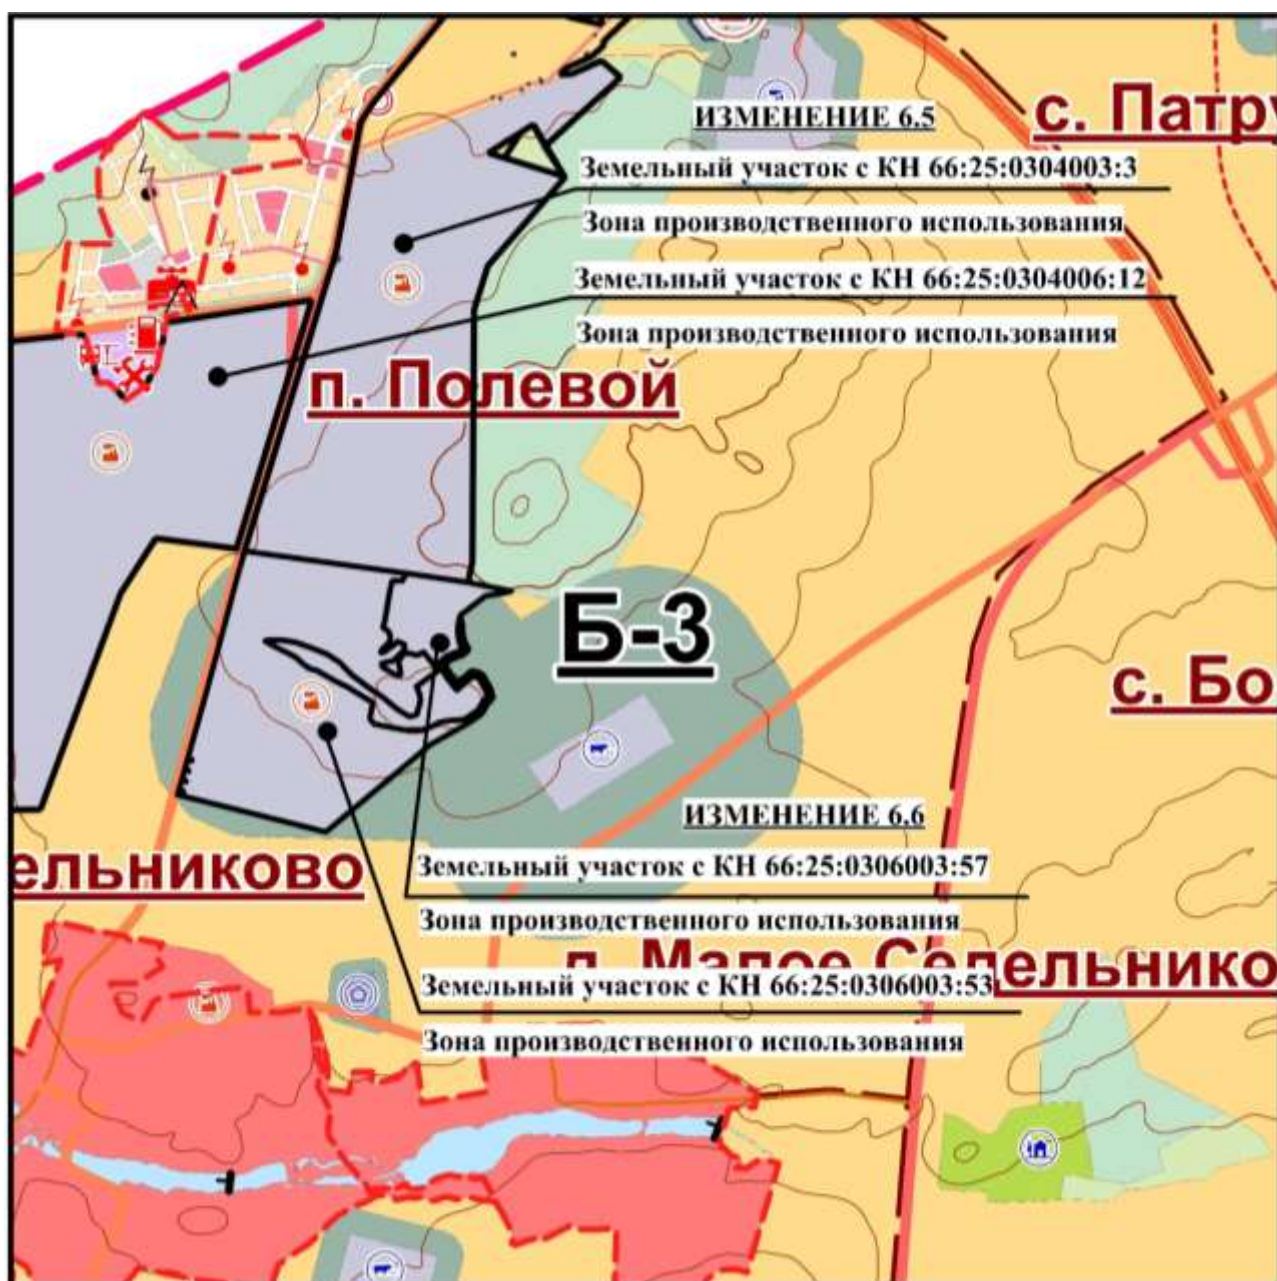 ИЗМЕНЕНИЕ 6.5
с. Патру
Земельный участок с КН 66:25:0304003:3
Зона производственного использования
Земельный участок с КН 66:25:0304006:12
Зона производственного использования
п. Полевой
Б-3
с. Бо
ИЗМЕНЕНИЕ 6.6
ельниково
Земельный участок с КН 66:25:0306003:57
Зона производственного использования
д. Малое Седельнико
Земельный участок с КН 66:25:0306003:53
Зона производственного использования